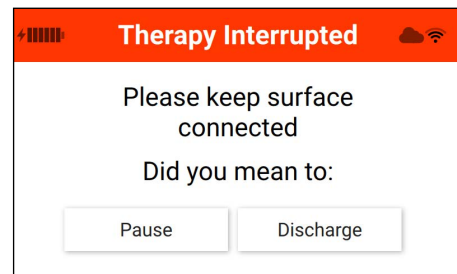 Therapy Interrupted
Please keep surface
connected
Did you mean to:
Pause
Discharge